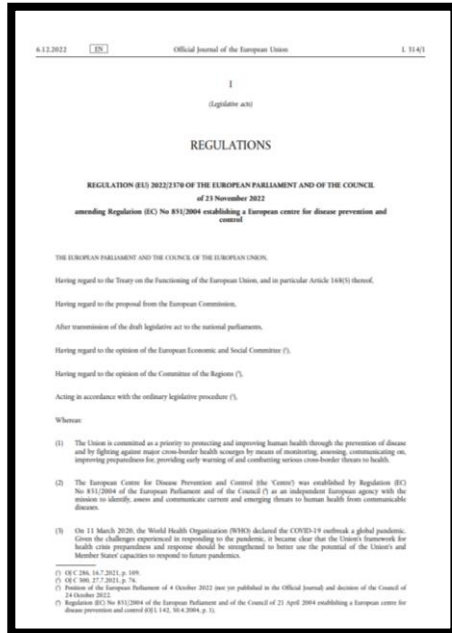 6.12.2022 EN Official Journal of the European Union L 314/1
I
(Legislative acts)
REGULATIONS
REGULATION (EU) 2022/2370 OF THE EUROPEAN PARLIAMENT AND OF THE COUNCIL
of 23 November 2022
amending Regulation (EC) No 851/2004 establishing a European centre for disease prevention and
control
THE EUROPEAN PARLIAMENT AND THE COUNCIL OF THE EUROPEAN UNION,
Having regard to the Treaty on the Functioning of the European Union, and in particular Article 168(5) thereof,
Having regard to the proposal from the European Commission,
After transmission of the draft legislative act to the national parliaments,
Having regard to the opinion of the European Economic and Social Committee (1),
Having regard to the opinion of the Committee of the Regions (2),
Acting in accordance with the ordinary legislative procedure (3),
Whereas:
(1) The Union is committed as a priority to protecting and improving human health through the prevention of disease
and by fighting against major cross-border health scourges by means of monitoring, assessing, communicating on,
improving preparedness for, providing early warning of and combatting serious cross-border threats to health.
(2) The European Centre for Disease Prevention and Control (the 'Centre') was established by Regulation (EC)
No 851/2004 of the European Parliament and of the Council (4) as an independent European agency with the
mission to identify, assess and communicate current and emerging threats to human health from communicable
diseases.
(3) On 11 March 2020, the World Health Organization (WHO) declared the COVID-19 outbreak a global pandemic.
Given the challenges experienced in responding to the pandemic, it became clear that the Union's framework for
health crisis preparedness and response should be strengthened to better use the potential of the Union's and
Member States' capacities to respond to future pandemics.
(1) OJ C 286, 16.7.2021, p. 109.
(2) OJ C 300, 27.7.2021, p. 76.
(3) Position of the European Parliament of 4 October 2022 (not yet published in the Official Journal) and decision of the Council of
24 October 2022.
(4) Regulation (EC) No 851/2004 of the European Parliament and of the Council of 21 April 2004 establishing a European centre for
disease prevention and control (OJ L 142, 30.4.2004, p. 1).